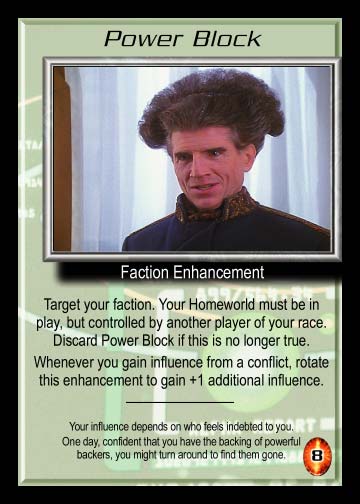 Power Block
Faction Enhancement
Target your faction. Your Homeworld must be in
play, but controlled by another player of your race.
Discard Power Block if this is no longer true.
Whenever you gain influence from a conflict, rotate
this enhancement to gain +1 additional influence.
Your influence depends on who feels indebted to you.
One day, confident that you have the backing of powerful
backers, you might turn around to find them gone.
8